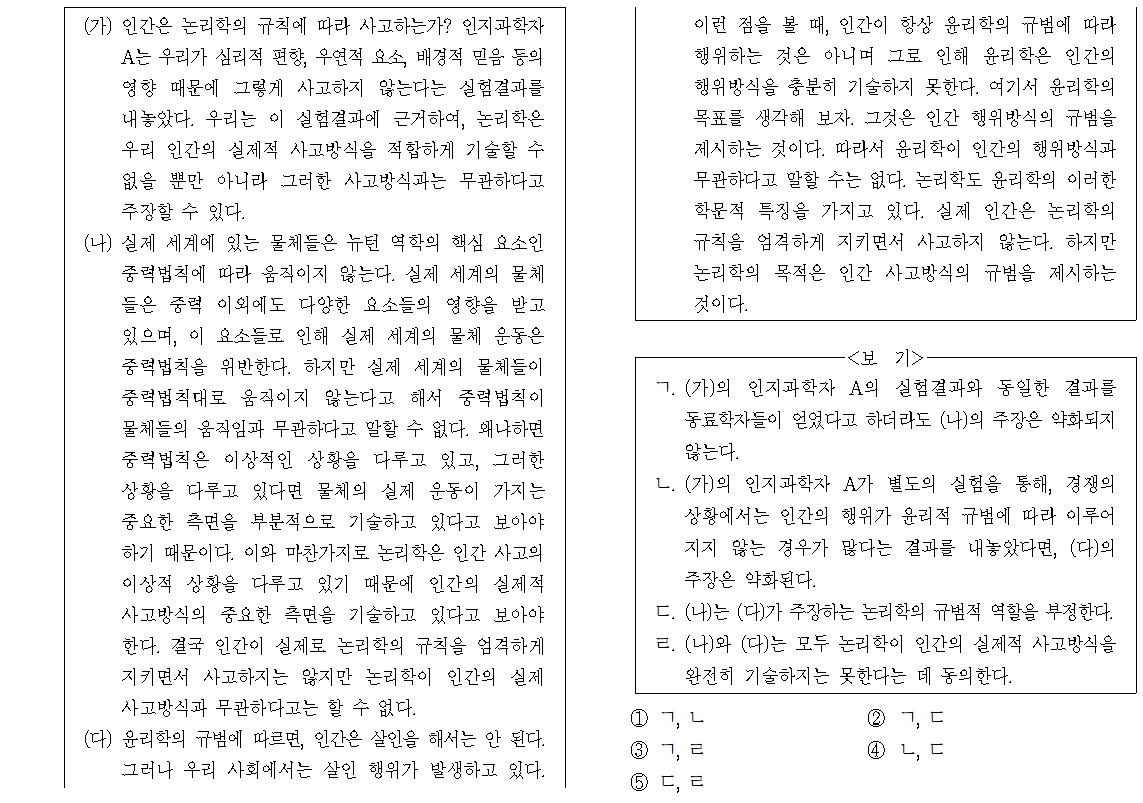 (가) 인간은 논리학의 규칙에 따라 사고하는가? 인지과학자
A는 우리가 심리적 편향, 우연적 요소, 배경적 믿음 등의
영향 때문에 그렇게 사고하지 않는다는 실험결과를
내놓았다. 우리는 이 실험결과에 근거하여, 논리학은
우리 인간의 실제적 사고방식을 적합하게 기술할 수
없을 뿐만 아니라 그러한 사고방식과는 무관하다고
주장할 수 있다.
(나) 실제 세계에 있는 물체들은 뉴턴 역학의 핵심 요소인
중력법칙에 따라 움직이지 않는다. 실제 세계의 물체
들은 중력 이외에도 다양한 요소들의 영향을 받고
있으며, 이 요소들로 인해 실제 세계의 물체 운동은
중력법칙을 위반한다. 하지만 실제 세계의 물체들이
중력법칙대로 움직이지 않는다고 해서 중력법칙이
물체들의 움직임과 무관하다고 말할 수 없다. 왜냐하면
중력법칙은 이상적인 상황을 다루고 있고, 그러한
상황을 다루고 있다면 물체의 실제 운동이 가지는
중요한 측면을 부분적으로 기술하고 있다고 보아야
하기 때문이다. 이와 마찬가지로 논리학은 인간 사고의
이상적 상황을 다루고 있기 때문에 인간의 실제적
사고방식의 중요한 측면을 기술하고 있다고 보아야
한다. 결국 인간이 실제로 논리학의 규칙을 엄격하게
지키면서 사고하지는 않지만 논리학이 인간의 실제
사고방식과 무관하다고는 할 수 없다.
(다) 윤리학의 규범에 따르면, 인간은 살인을 해서는 안 된다.
그러나 우리 사회에서는 살인 행위가 발생하고 있다.
이런 점을 볼 때, 인간이 항상 윤리학의 규범에 따라
행위하는 것은 아니며 그로 인해 윤리학은 인간의
행위방식을 충분히 기술하지 못한다. 여기서 윤리학의
목표를 생각해 보자. 그것은 인간 행위방식의 규범을
제시하는 것이다. 따라서 윤리학이 인간의 행위방식과
무관하다고 말할 수는 없다. 논리학도 윤리학의 이러한
학문적 특징을 가지고 있다. 실제 인간은 논리학의
규칙을 엄격하게 지키면서 사고하지 않는다. 하지만
논리학의 목적은 인간 사고방식의 규범을 제시하는
것이다.
<보 기>
ㄱ. (가)의 인지과학자 A의 실험결과와 동일한 결과를
동료학자들이 얻었다고 하더라도 (나)의 주장은 약화되지
않는다.
ㄴ. (가)의 인지과학자 A가 별도의 실험을 통해, 경쟁의
상황에서는 인간의 행위가 윤리적 규범에 따라 이루어
지지 않는 경우가 많다는 결과를 내놓았다면, (다)의
주장은 약화된다.
ㄷ. (나)는 (다)가 주장하는 논리학의 규범적 역할을 부정한다.
ㄹ. (나)와 (다)는 모두 논리학이 인간의 실제적 사고방식을
완전히 기술하지는 못한다는 데 동의한다.
① ㄱ, ㄴ ② ㄱ, ㄷ
③ ㄱ, ㄹ ④ ㄴ, ㄷ
⑤ ㄷ, ㄹ